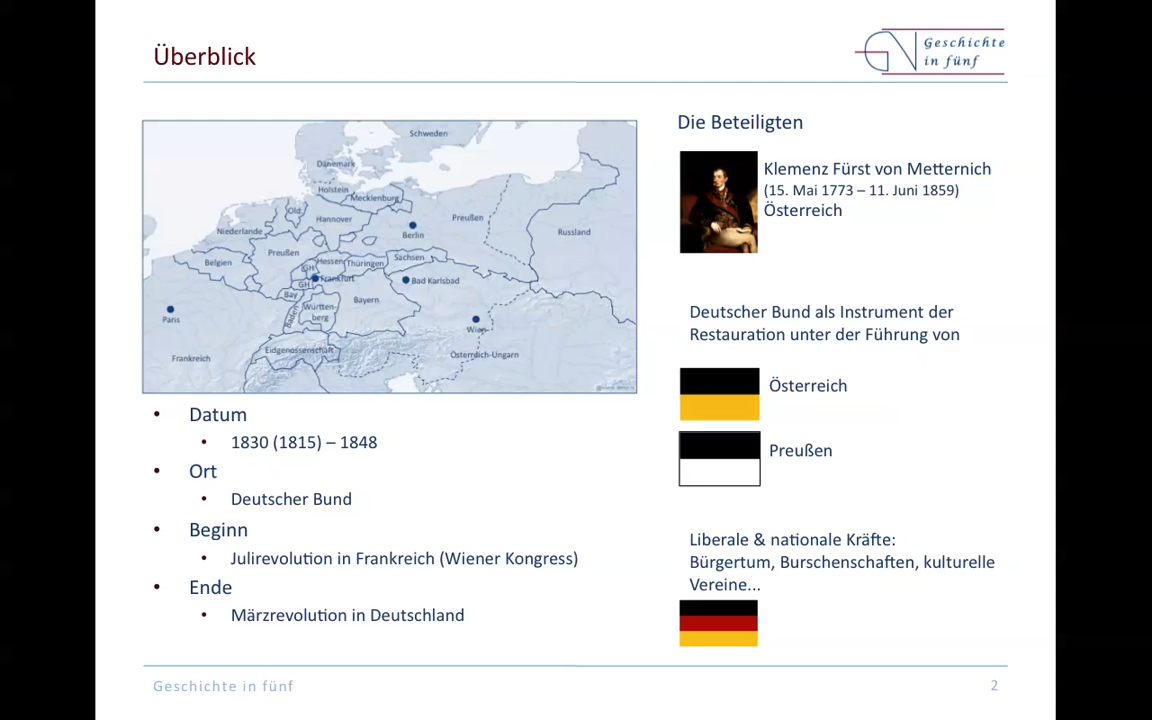 Überblick
Geschichte
in fünf
Schweden
Dänemark
Holstein
Mecklenburg
Old.
Hannover
Preußen
Niederlande
Berlin
Russland
Preußen
Belgien
Hessen
Thüringen
Sachsen
GH
Frankfurt
Bad Karlsbad
GH
Bay
Bayern
Württen-
berg
Baden
Paris
Wien
Frankreich
Eidgenossenschaft
Österreich-Ungarn
Datum
1830 (1815) – 1848
Ort
Deutscher Bund
Beginn
Julirevolution in Frankreich (Wiener Kongress)
Ende
Märzrevolution in Deutschland
Die Beteiligten
Klemenz Fürst von Metternich
(15. Mai 1773 – 11. Juni 1859)
Österreich
Deutscher Bund als Instrument der
Restauration unter der Führung von
Österreich
Preußen
Liberale & nationale Kräfte:
Bürgertum, Burschenschaften, kulturelle
Vereine...
Geschichte in fünf
2